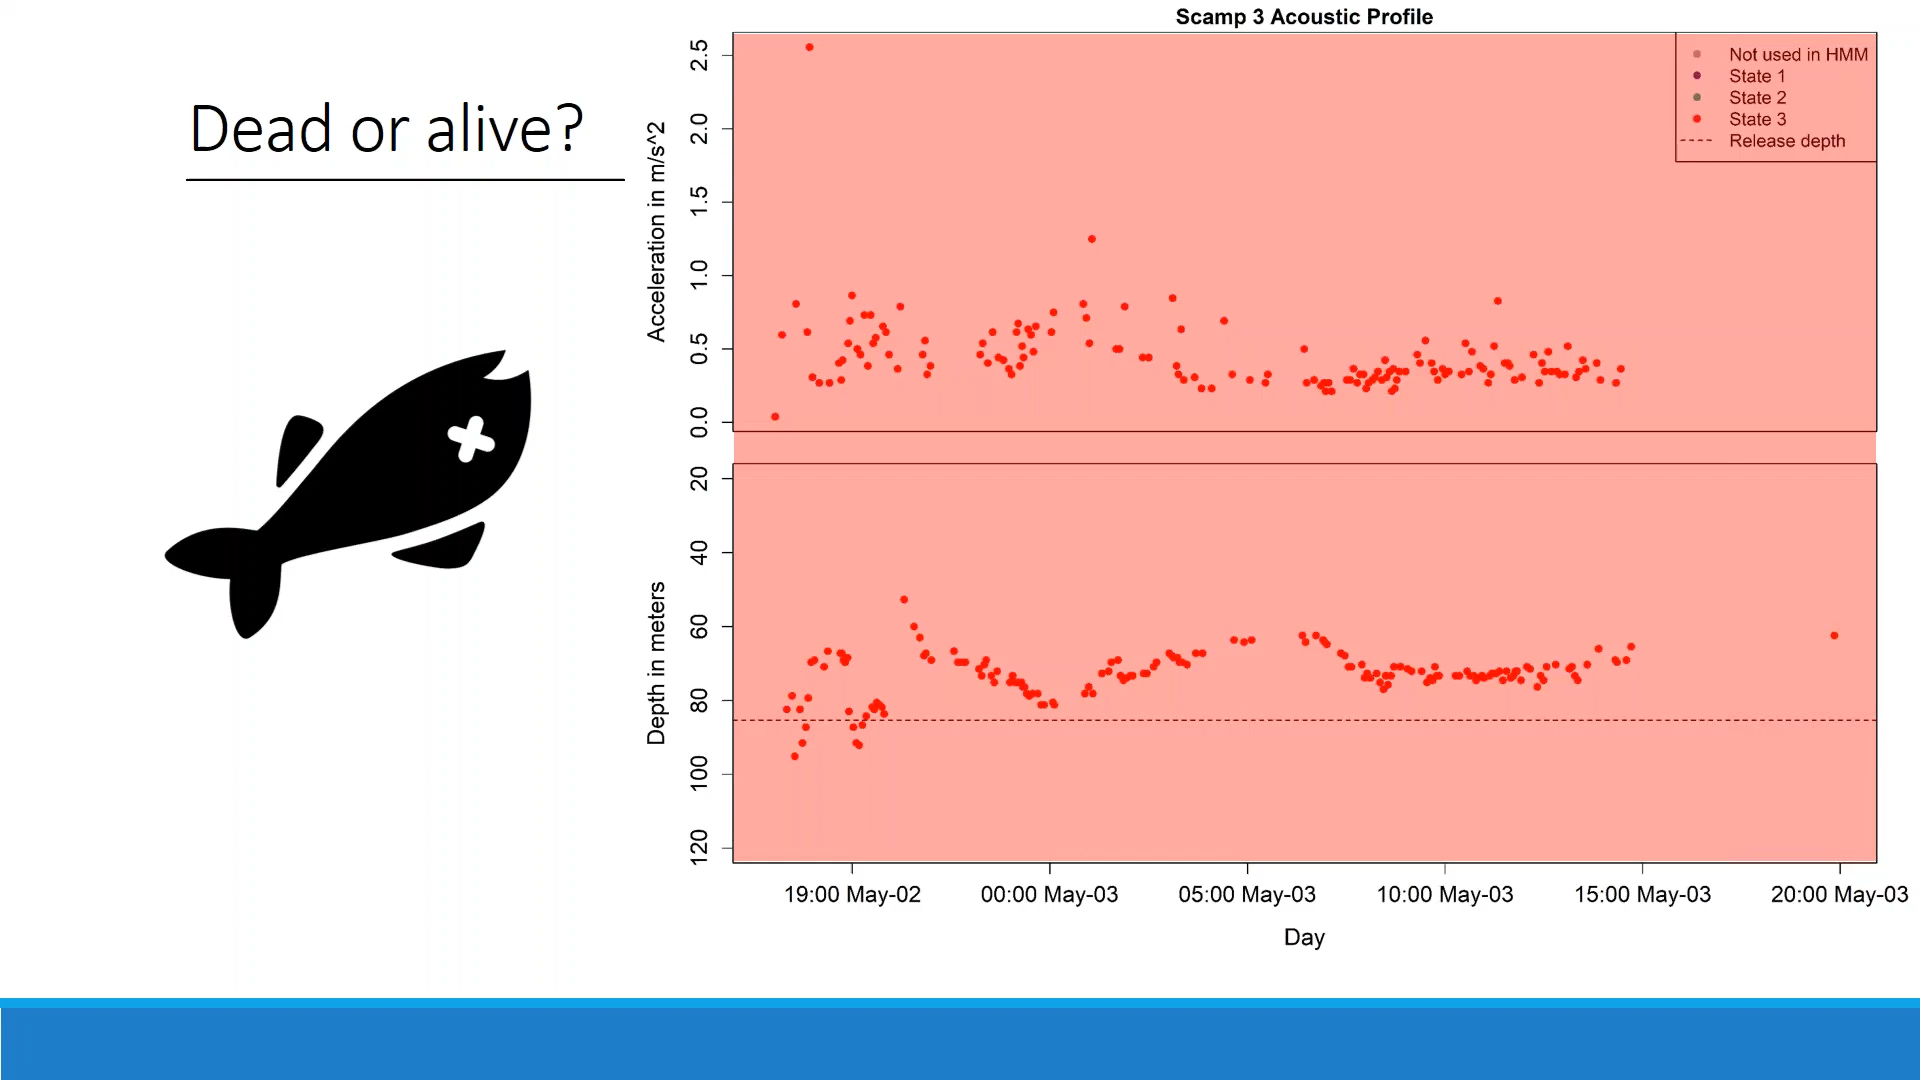 Dead or alive?
Scamp 3 Acoustic Profile
Acceleration in m/s^2
2.5
2.0
1.5
1.0
0.5
0.0
Not used in HMM
State 1
State 2
State 3
Release depth
Depth in meters
20
40
60
80
100
120
19:00 May-02
00:00 May-03
05:00 May-03
10:00 May-03
15:00 May-03
20:00 May-03
Day